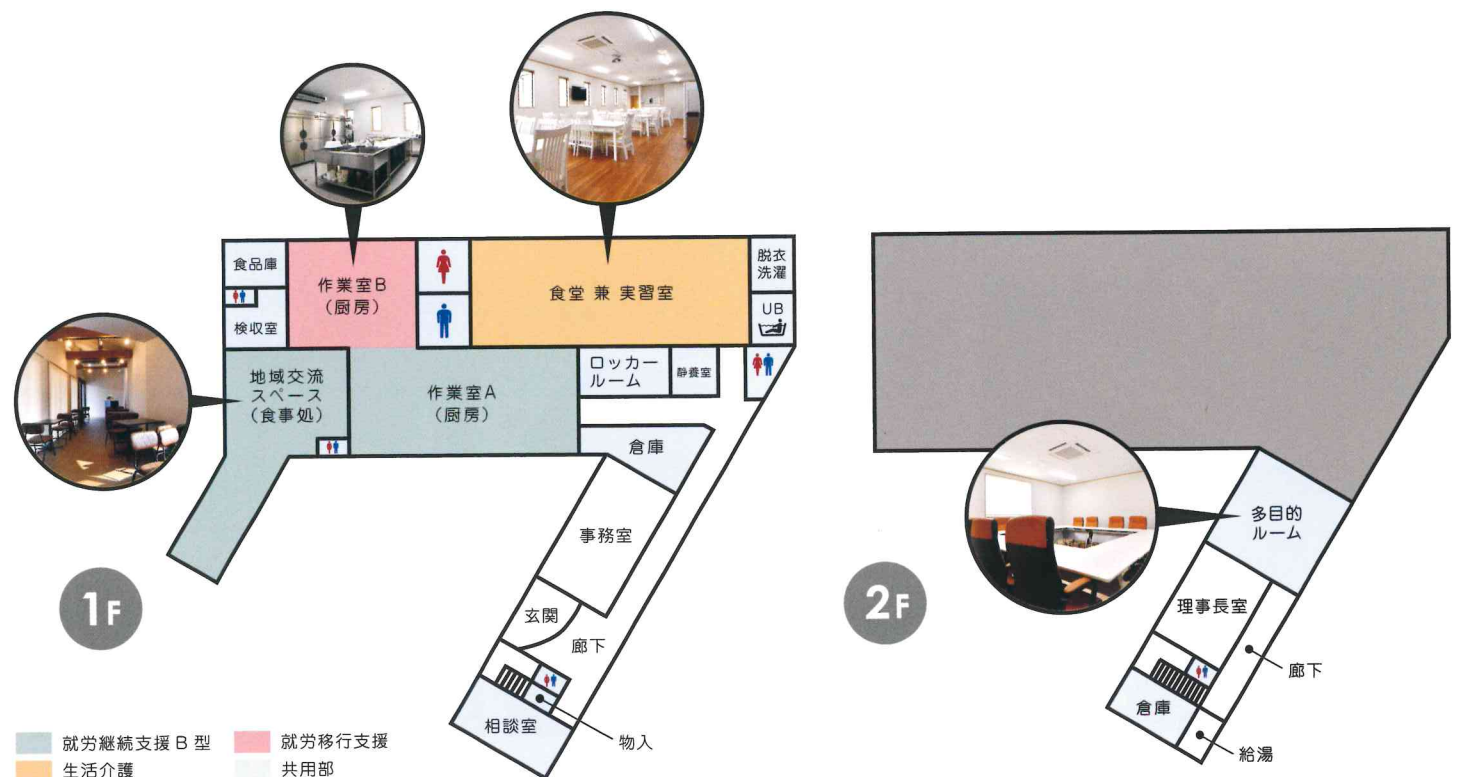 食品庫
検収室
作業室B
(厨房)
食堂 兼 実習室
脱衣
洗濯
UB
地域交流
スペース
(食事処)
作業室A
(厨房)
ロッカー
ルーム
静養室
倉庫
事務室
玄関
廊下
物入
相談室
1F
就労継続支援B型
就労移行支援
生活介護
共用部
2F
多目的
ルーム
理事長室
廊下
倉庫
給湯